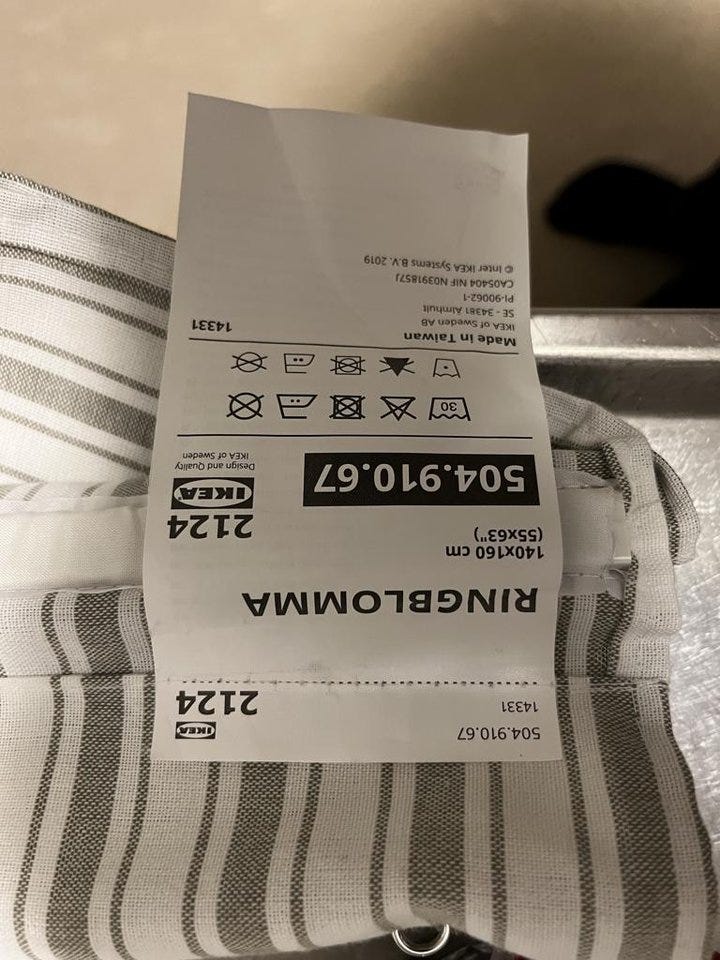 504.910.67
14331
IKEA
2124
RINGBLOMMA
140x160 cm
(55x63")
2124
IKEA
Design and Quality
IKEA of Sweden
504.910.67
30
Made in Taiwan
14331
IKEA of Sweden AB
SE - 34381 Älmhult
PI-90062-1
CA05404 NIF N0391857J
© Inter IKEA Systems B.V. 2019